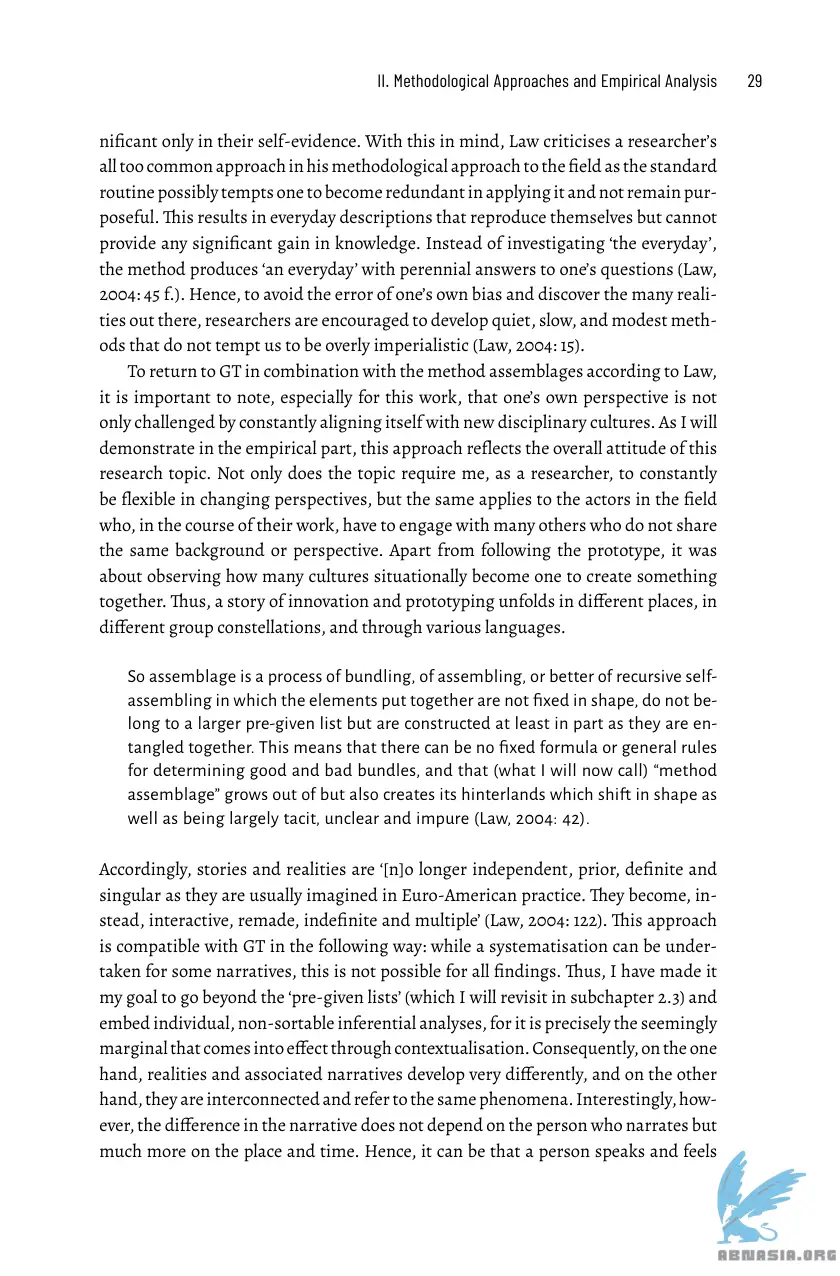 II. Methodological Approaches and Empirical Analysis 29
nificant only in their self-evidence. With this in mind, Law criticises a researcher's
all too common approach in his methodological approach to the field as the standard
routine possibly tempts one to become redundant in applying it and not remain pur-
poseful. This results in everyday descriptions that reproduce themselves but cannot
provide any significant gain in knowledge. Instead of investigating ‘the everyday’,
the method produces ‘an everyday’ with perennial answers to one’s questions (Law,
2004: 45 f.). Hence, to avoid the error of one’s own bias and discover the many reali-
ties out there, researchers are encouraged to develop quiet, slow, and modest meth-
ods that do not tempt us to be overly imperialistic (Law, 2004: 15).
To return to GT in combination with the method assemblages according to Law,
it is important to note, especially for this work, that one’s own perspective is not
only challenged by constantly aligning itself with new disciplinary cultures. As I will
demonstrate in the empirical part, this approach reflects the overall attitude of this
research topic. Not only does the topic require me, as a researcher, to constantly
be flexible in changing perspectives, but the same applies to the actors in the field
who, in the course of their work, have to engage with many others who do not share
the same background or perspective. Apart from following the prototype, it was
about observing how many cultures situationally become one to create something
together. Thus, a story of innovation and prototyping unfolds in different places, in
different group constellations, and through various languages.
So assemblage is a process of bundling, of assembling, or better of recursive self-
assembling in which the elements put together are not fixed in shape, do not be-
long to a larger pre-given list but are constructed at least in part as they are en-
tangled together. This means that there can be no fixed formula or general rules
for determining good and bad bundles, and that (what I will now call) “method
assemblage” grows out of but also creates its hinterlands which shift in shape as
well as being largely tacit, unclear and impure (Law, 2004: 42).
Accordingly, stories and realities are ‘[n]o longer independent, prior, definite and
singular as they are usually imagined in Euro-American practice. They become, in-
stead, interactive, remade, indefinite and multiple’ (Law, 2004: 122). This approach
is compatible with GT in the following way: while a systematisation can be under-
taken for some narratives, this is not possible for all findings. Thus, I have made it
my goal to go beyond the ‘pre-given lists’ (which I will revisit in subchapter 2.3) and
embed individual, non-sortable inferential analyses, for it is precisely the seemingly
marginal that comes into effect through contextualisation. Consequently, on the one
hand, realities and associated narratives develop very differently, and on the other
hand, they are interconnected and refer to the same phenomena. Interestingly, how-
ever, the difference in the narrative does not depend on the person who narrates but
much more on the place and time. Hence, it can be that a person speaks and feels
ABNASIA.ORG